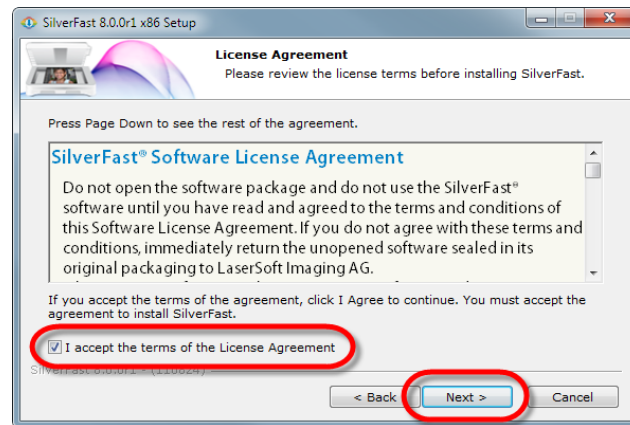 SilverFast 8.0.0r1 x86 Setup
License Agreement
Please review the license terms before installing SilverFast.
Press Page Down to see the rest of the agreement.
SilverFast® Software License Agreement
Do not open the software package and do not use the SilverFast®
software until you have read and agreed to the terms and conditions of
this Software License Agreement. If you do not agree with these terms and
conditions, immediately return the unopened software sealed in its
original packaging to LaserSoft Imaging AG.
If you accept the terms of the agreement, click I Agree to continue. You must accept the
agreement to install SilverFast.
I accept the terms of the License Agreement
SilverFast 8.0.0r1 - (110824)
< Back Next > Cancel